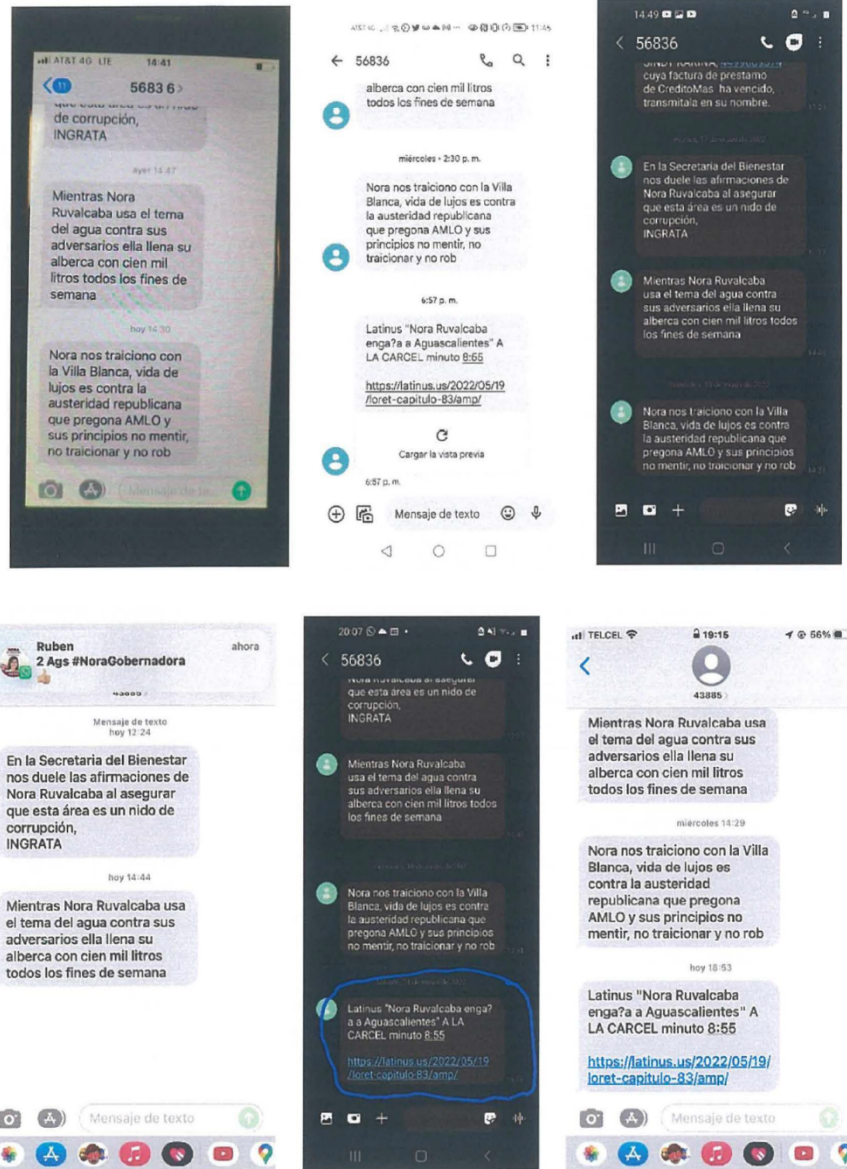 AT&T 4G LTE 14:41
11
5683 6
de corrupción,
INGRATA
ayer 14:47
Mientras Nora
Ruvalcaba usa el tema
del agua contra sus
adversarios ella llena su
alberca con cien mil
litros todos los fines de
semana
hoy 14:30
Nora nos traiciono con
la Villa Blanca, vida de
lujos es contra la
austeridad republicana
que pregona AMLO y
sus principios no mentir,
no traicionar y no rob
AT&T 4G 11:46
56836
alberca con cien mil litros
todos los fines de semana
miércoles • 2:30 p. m.
Nora nos traiciono con la Villa
Blanca, vida de lujos es contra
la austeridad republicana
que pregona AMLO y sus
principios no mentir, no
traicionar y no rob
6:57 p. m.
Latinus "Nora Ruvalcaba
enga?a a Aguascalientes" A
LA CARCEL minuto 8:55
https://latinus.us/2022/05/19
/loret-capitulo-83/amp/
Cargar la vista previa
6:57 p. m.
Mensaje de texto
14:49
56836
cuya factura de prestamo
de CreditoMas ha vencido,
transmitala en su nombre.
En la Secretaria del Bienestar
nos duele las afirmaciones de
Nora Ruvalcaba al asegurar
que esta área es un nido de
corrupción,
INGRATA
Mientras Nora Ruvalcaba
usa el tema del agua contra
sus adversarios ella llena su
alberca con cien mil litros todos
los fines de semana
Nora nos traiciono con la Villa
Blanca, vida de lujos es contra
la austeridad republicana que
pregona AMLO y sus principios
no mentir, no traicionar y no rob
Ruben ahora
2 Ags #NoraGobernadora
43885
Mensaje de texto
hoy 12:24
En la Secretaria del Bienestar
nos duele las afirmaciones de
Nora Ruvalcaba al asegurar
que esta área es un nido de
corrupción,
INGRATA
hoy 14:44
Mientras Nora Ruvalcaba usa
el tema del agua contra sus
adversarios ella llena su
alberca con cien mil litros
todos los fines de semana
Mensaje de texto
20:07
56836
Nora Ruvalcaba al asegurar
que esta área es un nido de
corrupción,
INGRATA
Mientras Nora Ruvalcaba
usa el tema del agua contra
sus adversarios ella llena su
alberca con cien mil litros todos
los fines de semana
Nora nos traiciono con la Villa
Blanca, vida de lujos es contra
la austeridad republicana que
pregona AMLO y sus principios
no mentir, no traicionar y no rob
Latinus "Nora Ruvalcaba enga?
a a Aguascalientes" A LA
CARCEL minuto 8:55
https://latinus.us/2022/05/19
/loret-capitulo-83/amp/
TELCEL 19:15 56%
43885
Mientras Nora Ruvalcaba usa
el tema del agua contra sus
adversarios ella llena su
alberca con cien mil litros
todos los fines de semana
miércoles 14:29
Nora nos traiciono con la Villa
Blanca, vida de lujos es
contra la austeridad
republicana que pregona
AMLO y sus principios no
mentir, no traicionar y no rob
hoy 18:53
Latinus "Nora Ruvalcaba
enga?a a Aguascalientes" A
LA CARCEL minuto 8:55
https://latinus.us/2022/05/19/
loret-capitulo-83/amp/
Mensaje de texto